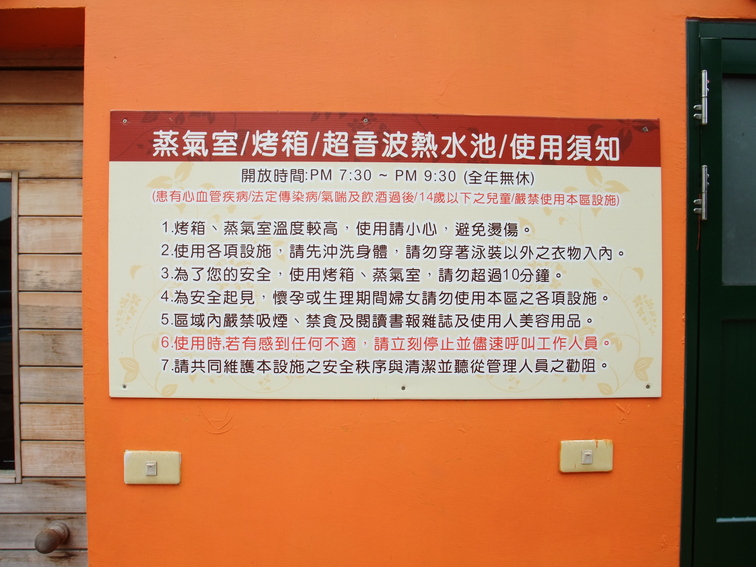 蒸氣室/烤箱/超音波熱水池/使用須知
開放時間:PM 7:30 ~ PM 9:30 (全年無休)
(患有心血管疾病/法定傳染病/氣喘及飲酒過後/14歲以下之兒童/嚴禁使用本區設施)
1.烤箱、蒸氣室溫度較高，使用請小心，避免燙傷。
2.使用各項設施，請先沖洗身體，請勿穿著泳裝以外之衣物入內。
3.為了您的安全，使用烤箱、蒸氣室，請勿超過10分鐘。
4.為安全起見，懷孕或生理期間婦女請勿使用本區之各項設施。
5.區域內嚴禁吸煙、禁食及閱讀書報雜誌及使用人美容用品。
6.使用時,若有感到任何不適，請立刻停止並儘速呼叫工作人員。
7.請共同維護本設施之安全秩序與清潔並聽從管理人員之勸阻。